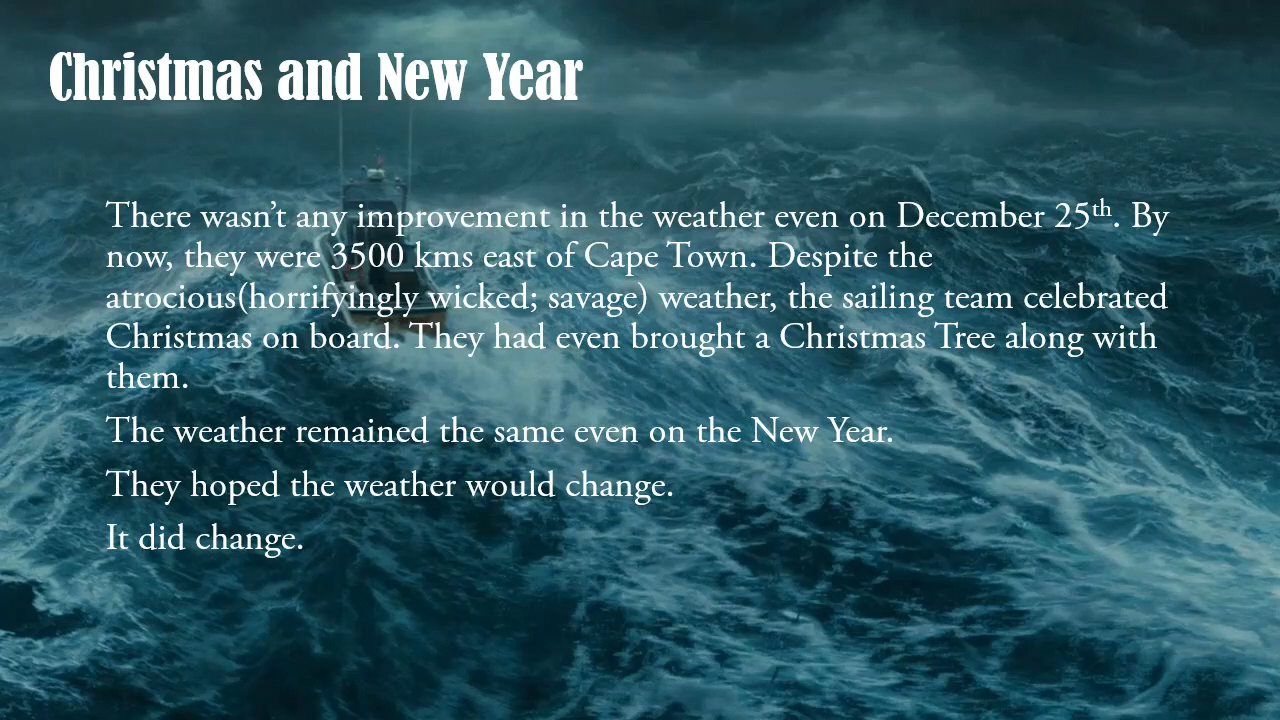 Christmas and New Year
There wasn’t any improvement in the weather even on December 25th. By
now, they were 3500 kms east of Cape Town. Despite the
atrocious(horrifyingly wicked; savage) weather, the sailing team celebrated
Christmas on board. They had even brought a Christmas Tree along with
them.
The weather remained the same even on the New Year.
They hoped the weather would change.
It did change.